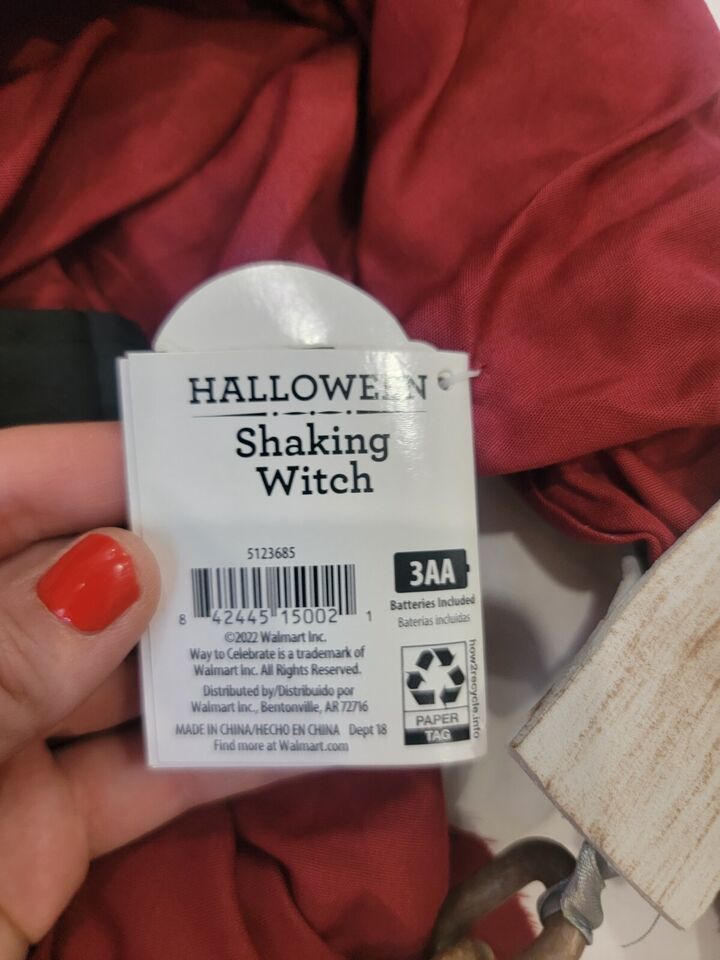 HALLOWEEN
Shaking
Witch
5123685
8 42445 15002 1
3AA
Batteries Included
Baterías incluidas
©2022 Walmart Inc.
Way to Celebrate is a trademark of
Walmart Inc. All Rights Reserved.
Distributed by/Distribuido por
Walmart Inc., Bentonville, AR 72716
MADE IN CHINA/HECHO EN CHINA Dept 18
Find more at Walmart.com
PAPER
TAG
how2recycle.info